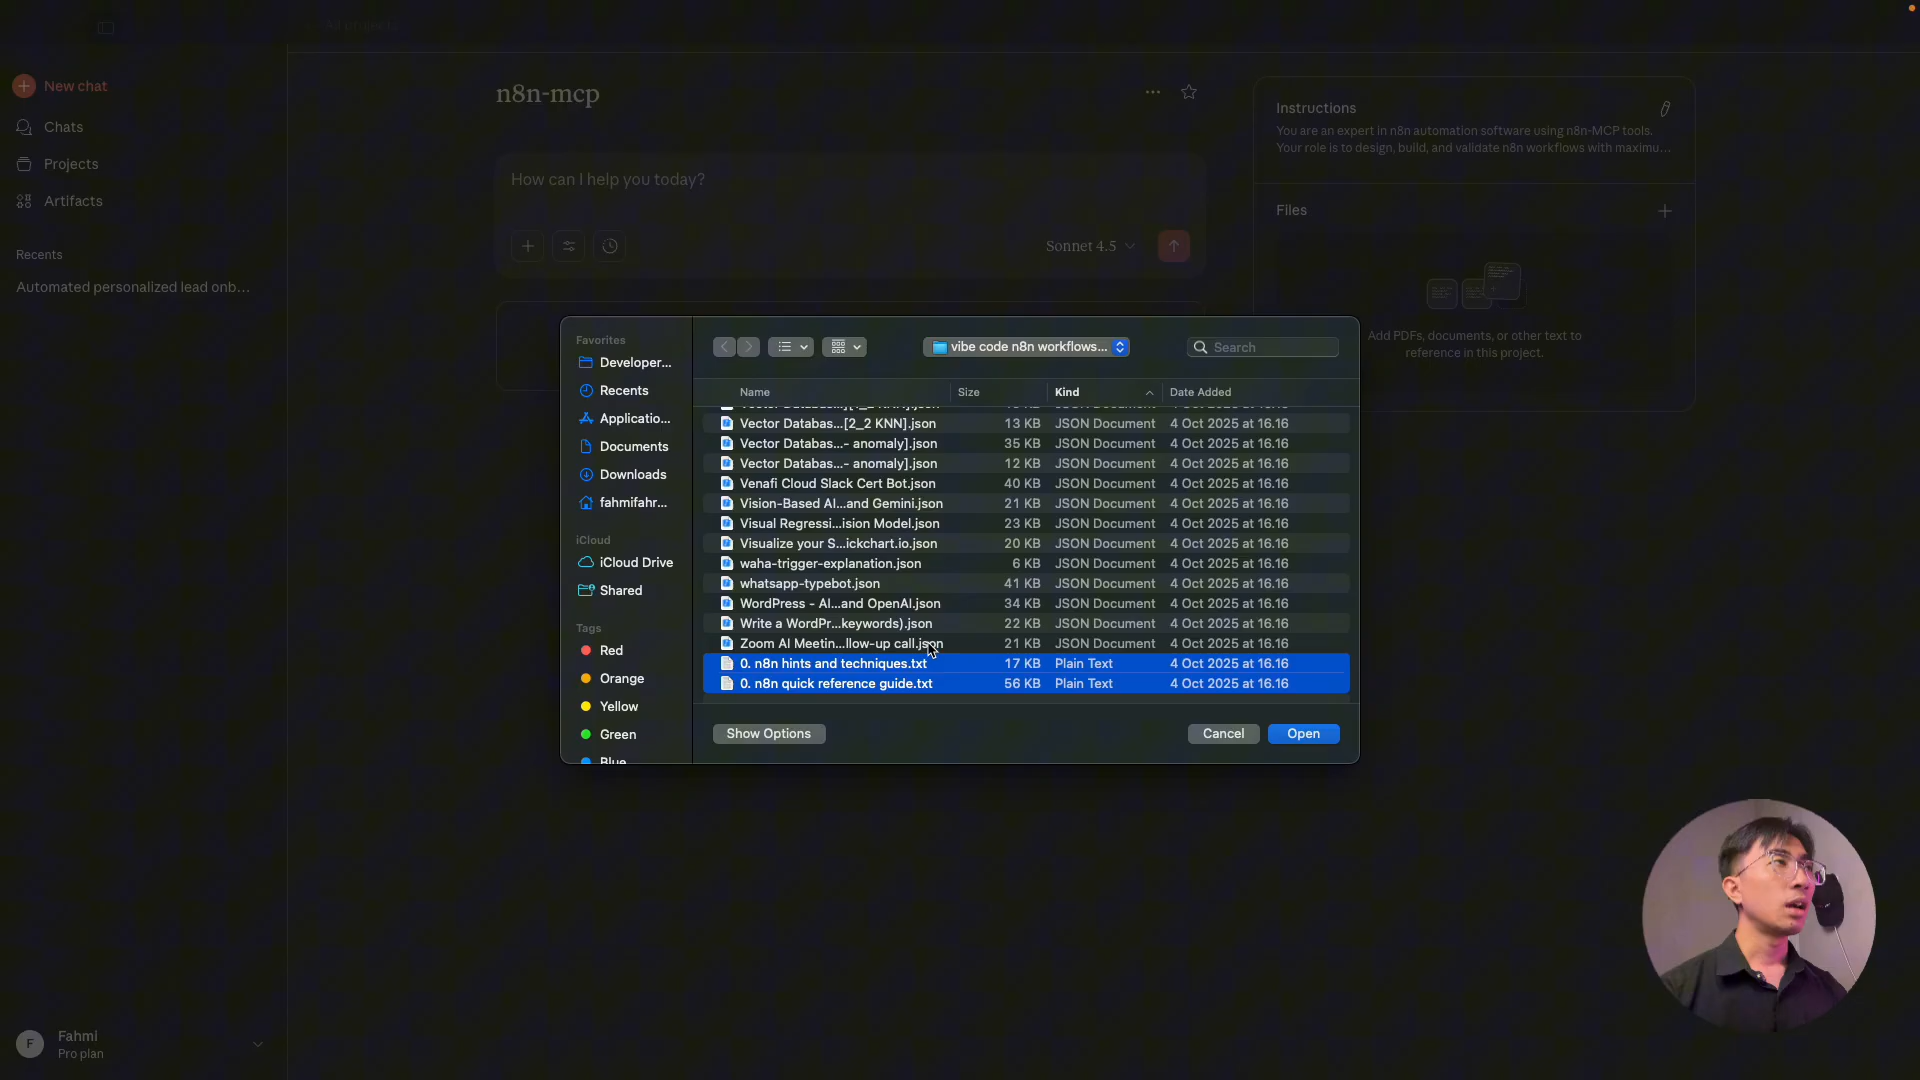 New chat
Chats
Projects
Artifacts
Recents
Automated personalized lead onb...
n8n-mcp
How can I help you today?
Sonnet 4.5
Instructions
You are an expert in n8n automation software using n8n-MCP tools.
Your role is to design, build, and validate n8n workflows with maximu...
Files
Add PDFs, documents, or other text to
reference in this project.
Favorites
Developer...
Recents
Applicatio...
Documents
Downloads
fahmifahr...
iCloud
iCloud Drive
Shared
Tags
Red
Orange
Yellow
Green
Blue
vibe code n8n workflows...
Search
Name Size Kind Date Added
Vector Databas...[2_2 KNN].json 13 KB JSON Document 4 Oct 2025 at 16.16
Vector Databas...- anomaly].json 35 KB JSON Document 4 Oct 2025 at 16.16
Vector Databas...- anomaly].json 12 KB JSON Document 4 Oct 2025 at 16.16
Venafi Cloud Slack Cert Bot.json 40 KB JSON Document 4 Oct 2025 at 16.16
Vision-Based AI...and Gemini.json 21 KB JSON Document 4 Oct 2025 at 16.16
Visual Regressi...ision Model.json 23 KB JSON Document 4 Oct 2025 at 16.16
Visualize your S...ickchart.io.json 20 KB JSON Document 4 Oct 2025 at 16.16
waha-trigger-explanation.json 6 KB JSON Document 4 Oct 2025 at 16.16
whatsapp-typebot.json 41 KB JSON Document 4 Oct 2025 at 16.16
WordPress - AI...and OpenAI.json 34 KB JSON Document 4 Oct 2025 at 16.16
Write a WordPr...keywords).json 22 KB JSON Document 4 Oct 2025 at 16.16
Zoom AI Meetin...llow-up call.json 21 KB JSON Document 4 Oct 2025 at 16.16
0. n8n hints and techniques.txt 17 KB Plain Text 4 Oct 2025 at 16.16
0. n8n quick reference guide.txt 56 KB Plain Text 4 Oct 2025 at 16.16
Show Options
Cancel
Open
F
Fahmi
Pro plan